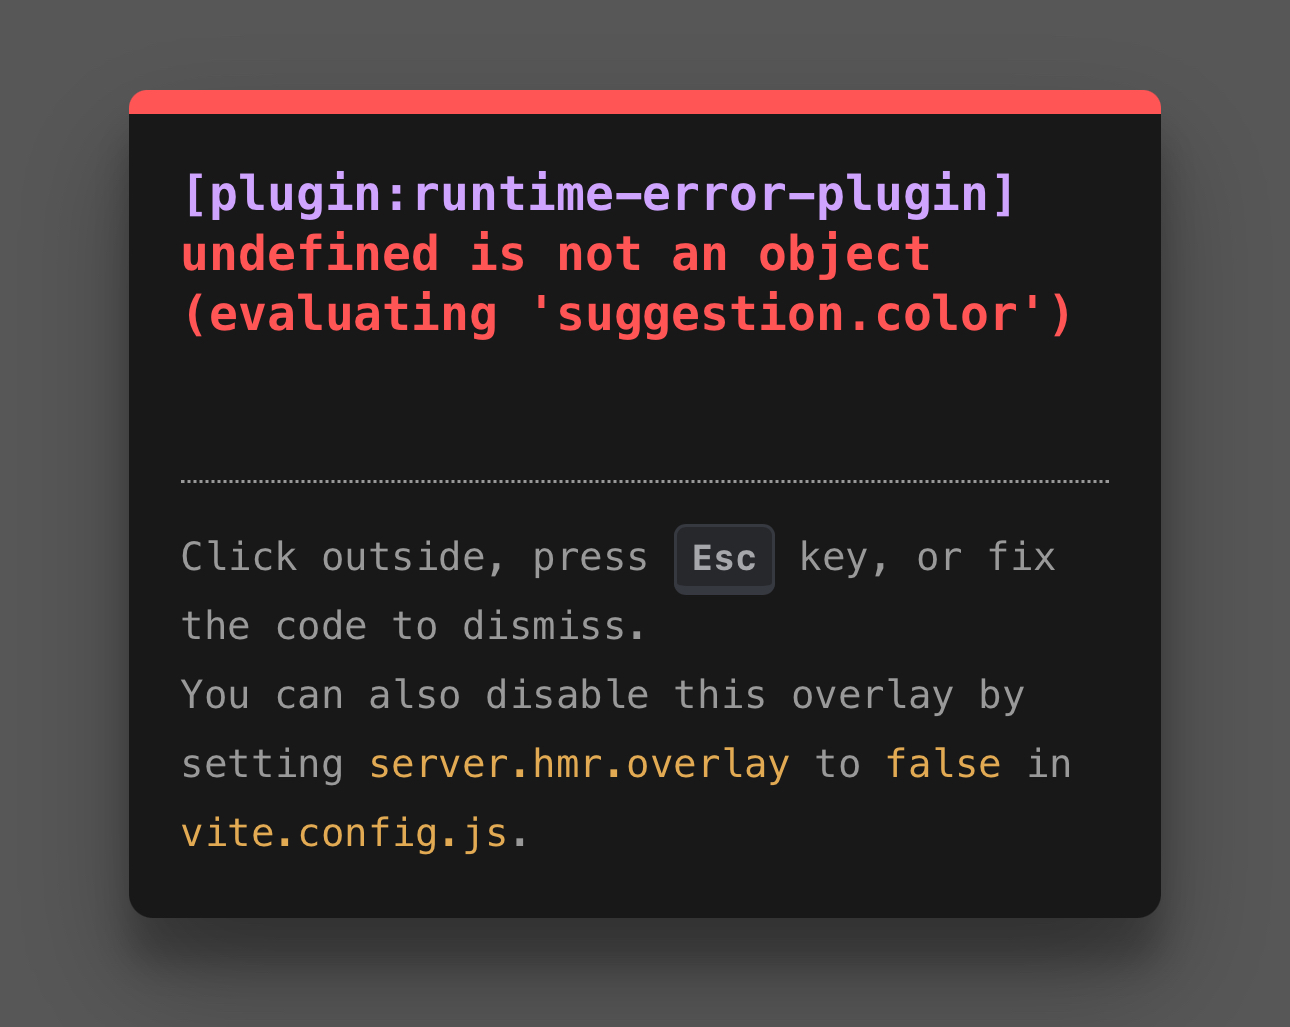 [plugin:runtime-error-plugin]
undefined is not an object
(evaluating 'suggestion.color')
Click outside, press Esc key, or fix
the code to dismiss.
You can also disable this overlay by
setting server.hmr.overlay to false in
vite.config.js.